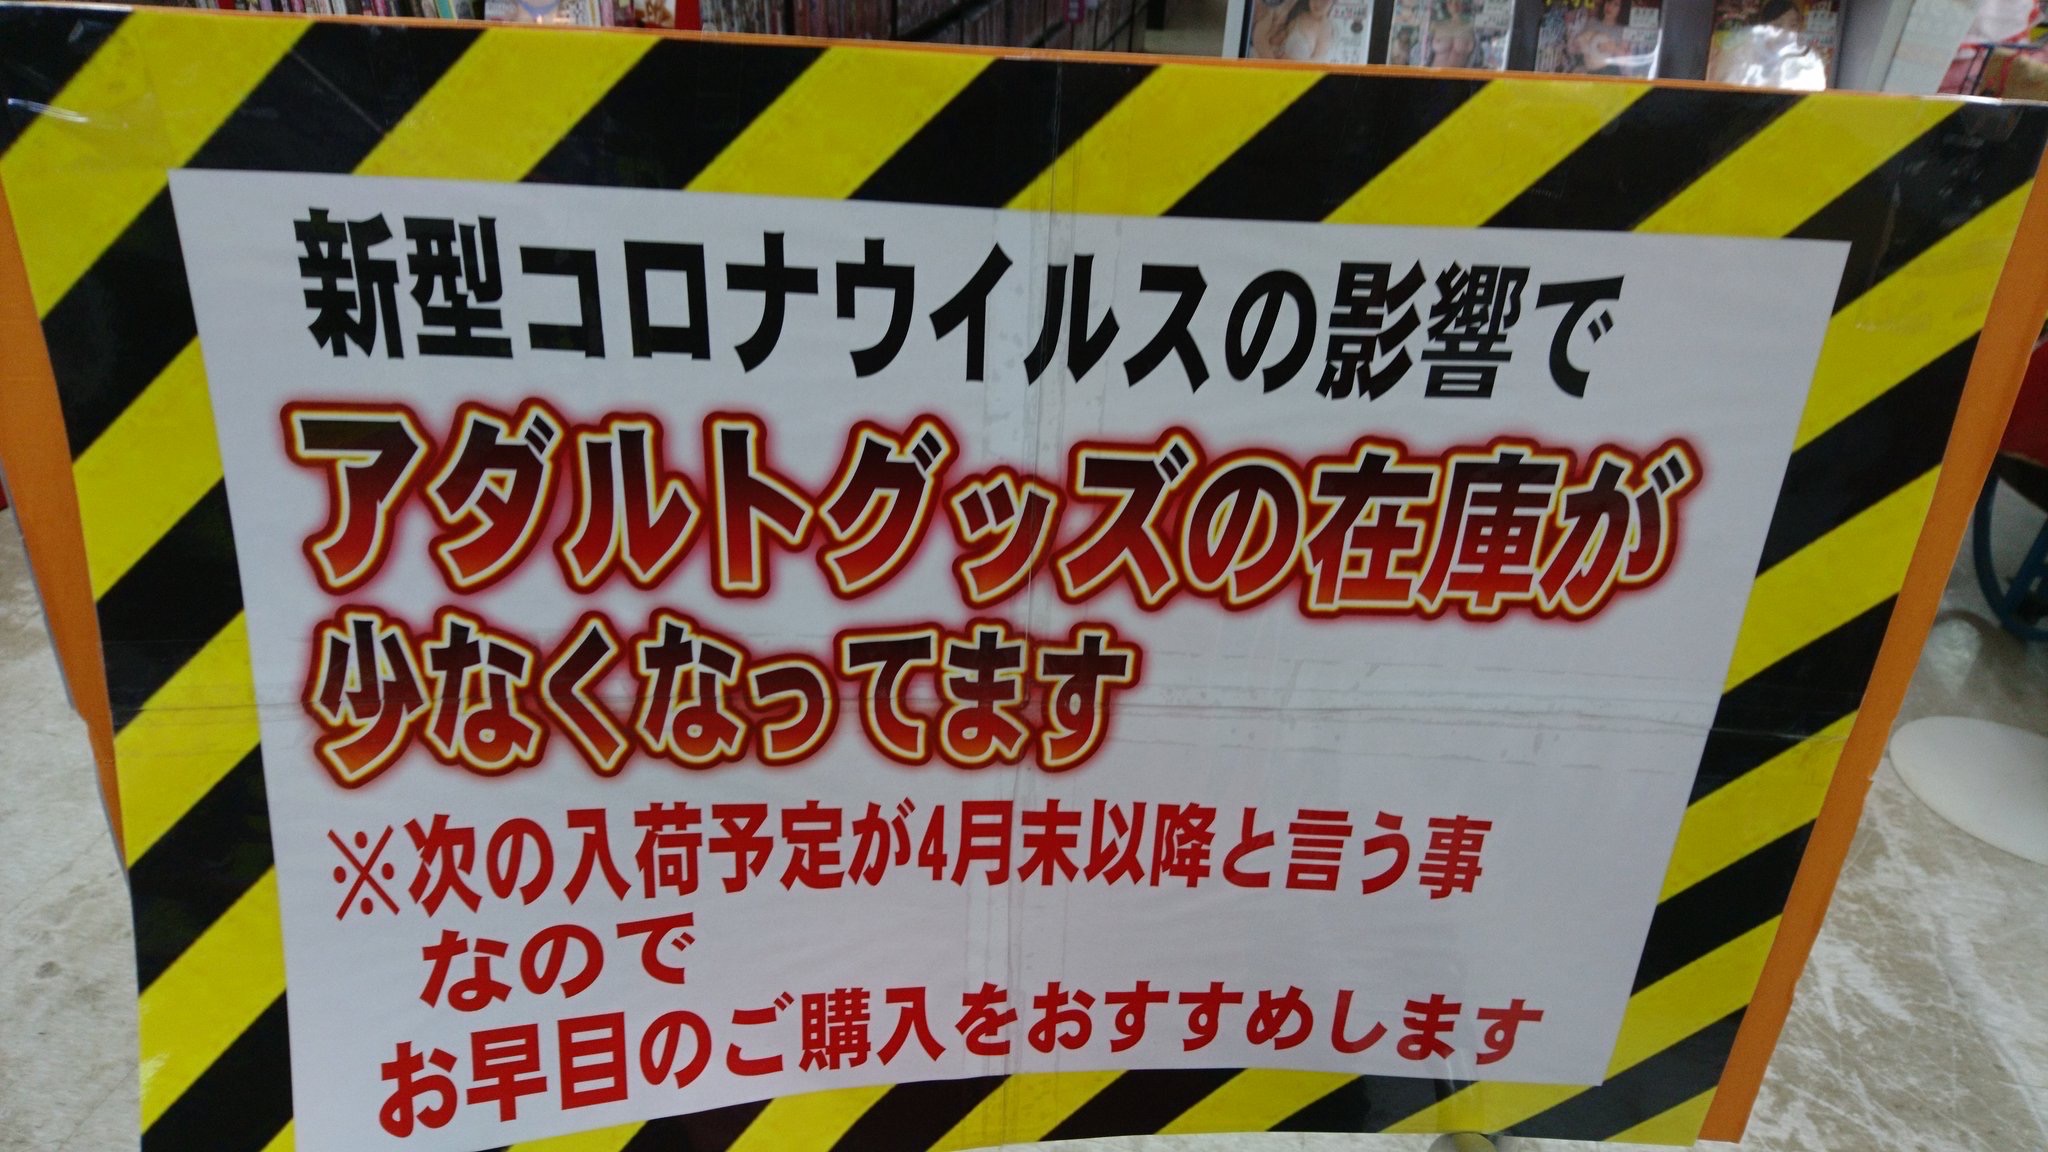 新型コロナウイルスの影響で
アダルトグッズの在庫が
少なくなってます
※次の入荷予定が4月末以降と言う事
なので
お早目のご購入をおすすめします